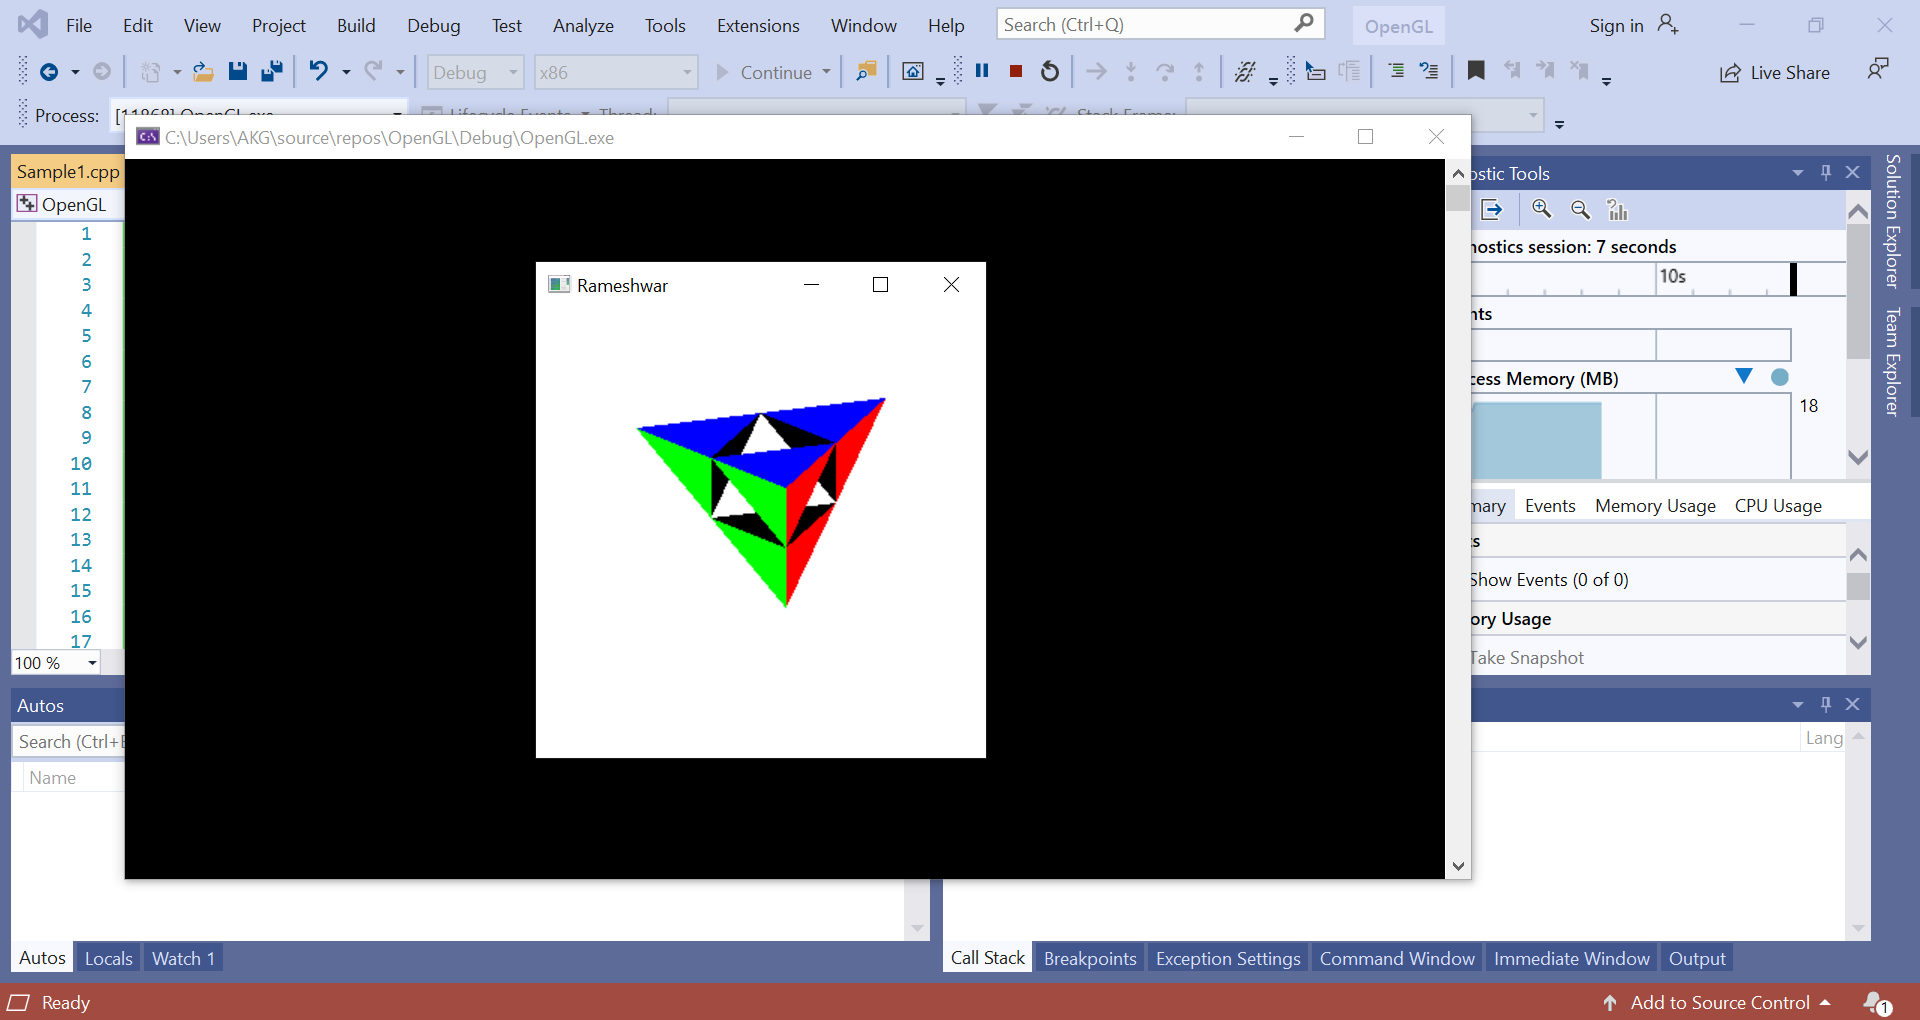 File Edit View Project Build Debug Test Analyze Tools Extensions Window Help Search (Ctrl+Q) OpenGL Sign in
Debug x86 Continue Live Share
Process:
C:\Users\AKG\source\repos\OpenGL\Debug\OpenGL.exe
Sample1.cpp
OpenGL
1
2
3
4
5
6
7
8
9
10
11
12
13
14
15
16
17
100 %
Rameshwar
ostic Tools
nostics session: 7 seconds
10s
nts
cess Memory (MB)
18
mary Events Memory Usage CPU Usage
ts
Show Events (0 of 0)
ory Usage
Take Snapshot
Solution Explorer
Team Explorer
Autos
Search (Ctrl+E
Name
Lang
Autos Locals Watch 1
Call Stack Breakpoints Exception Settings Command Window Immediate Window Output
Ready
Add to Source Control
1